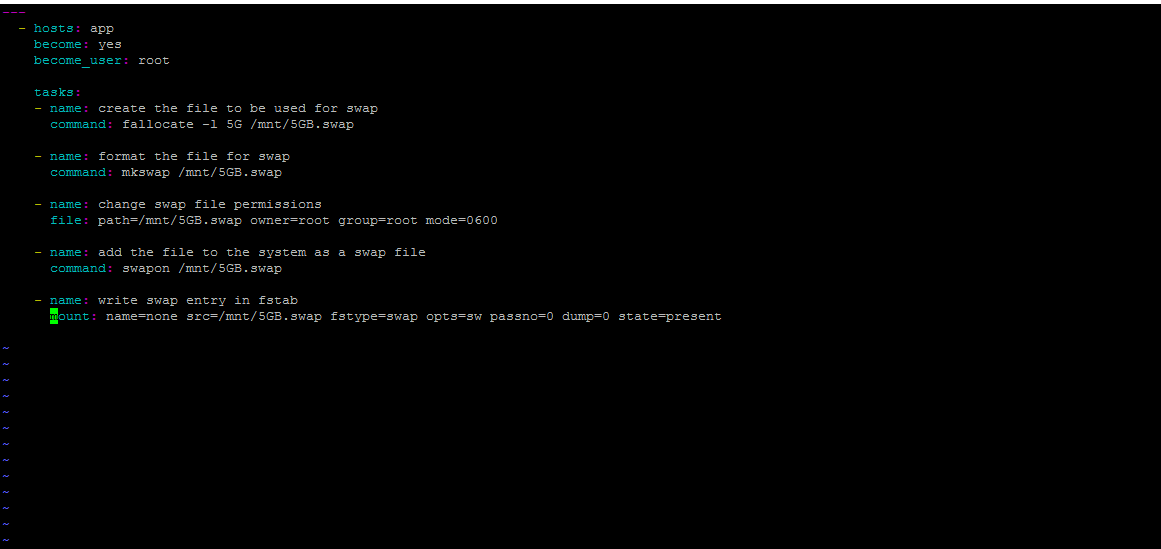 ---
  - hosts: app
    become: yes
    become_user: root

    tasks:
    - name: create the file to be used for swap
      command: fallocate -l 5G /mnt/5GB.swap

    - name: format the file for swap
      command: mkswap /mnt/5GB.swap

    - name: change swap file permissions
      file: path=/mnt/5GB.swap owner=root group=root mode=0600

    - name: add the file to the system as a swap file
      command: swapon /mnt/5GB.swap

    - name: write swap entry in fstab
      mount: name=none src=/mnt/5GB.swap fstype=swap opts=sw passno=0 dump=0 state=present

~
~
~
~
~
~
~
~
~
~
~
~
~